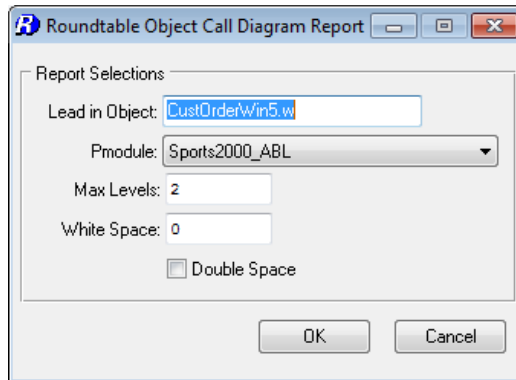 Roundtable Object Call Diagram Report
Report Selections
Lead in Object: CustOrderWin5.w
Pmodule: Sports2000_ABL
Max Levels: 2
White Space: 0
Double Space
OK Cancel